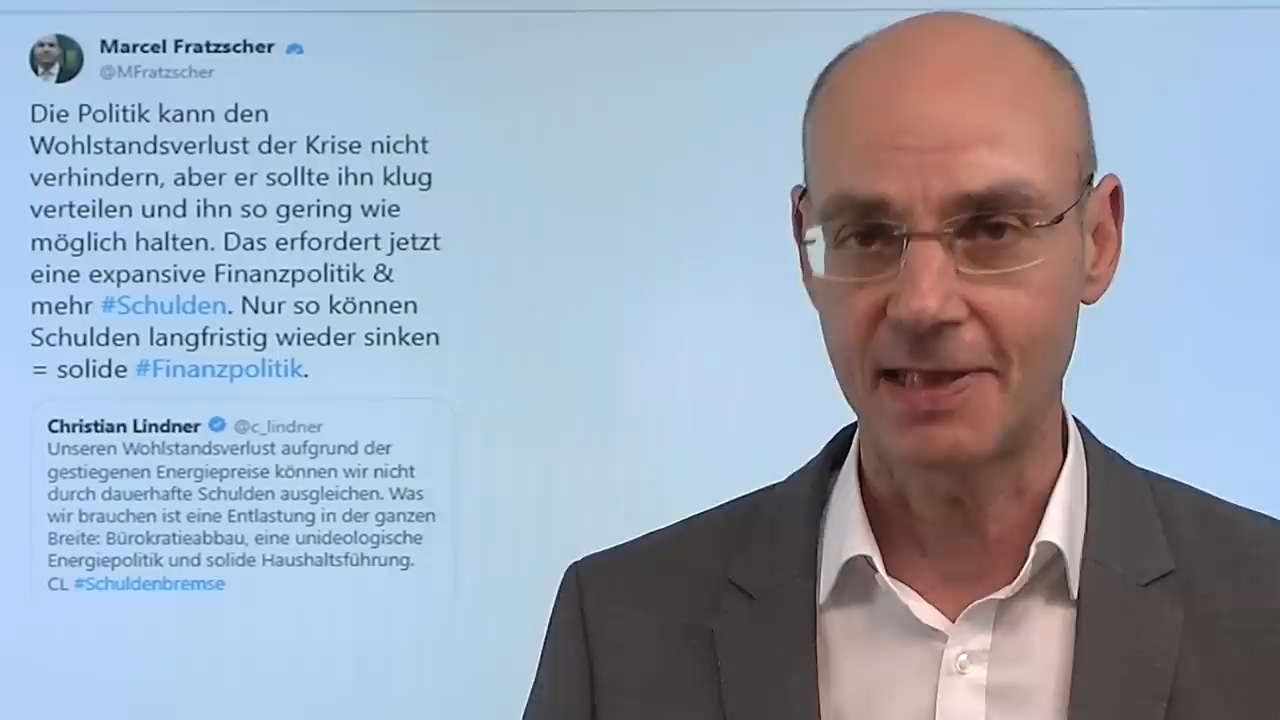 Marcel Fratzscher
@MFratzscher
Die Politik kann den
Wohlstandsverlust der Krise nicht
verhindern, aber er sollte ihn klug
verteilen und ihn so gering wie
möglich halten. Das erfordert jetzt
eine expansive Finanzpolitik &
mehr #Schulden. Nur so können
Schulden langfristig wieder sinken
= solide #Finanzpolitik.
Christian Lindner @c_lindner
Unseren Wohlstandsverlust aufgrund der
gestiegenen Energiepreise können wir nicht
durch dauerhafte Schulden ausgleichen. Was
wir brauchen ist eine Entlastung in der ganzen
Breite: Bürokratieabbau, eine unideologische
Energiepolitik und solide Haushaltsführung.
CL #Schuldenbremse